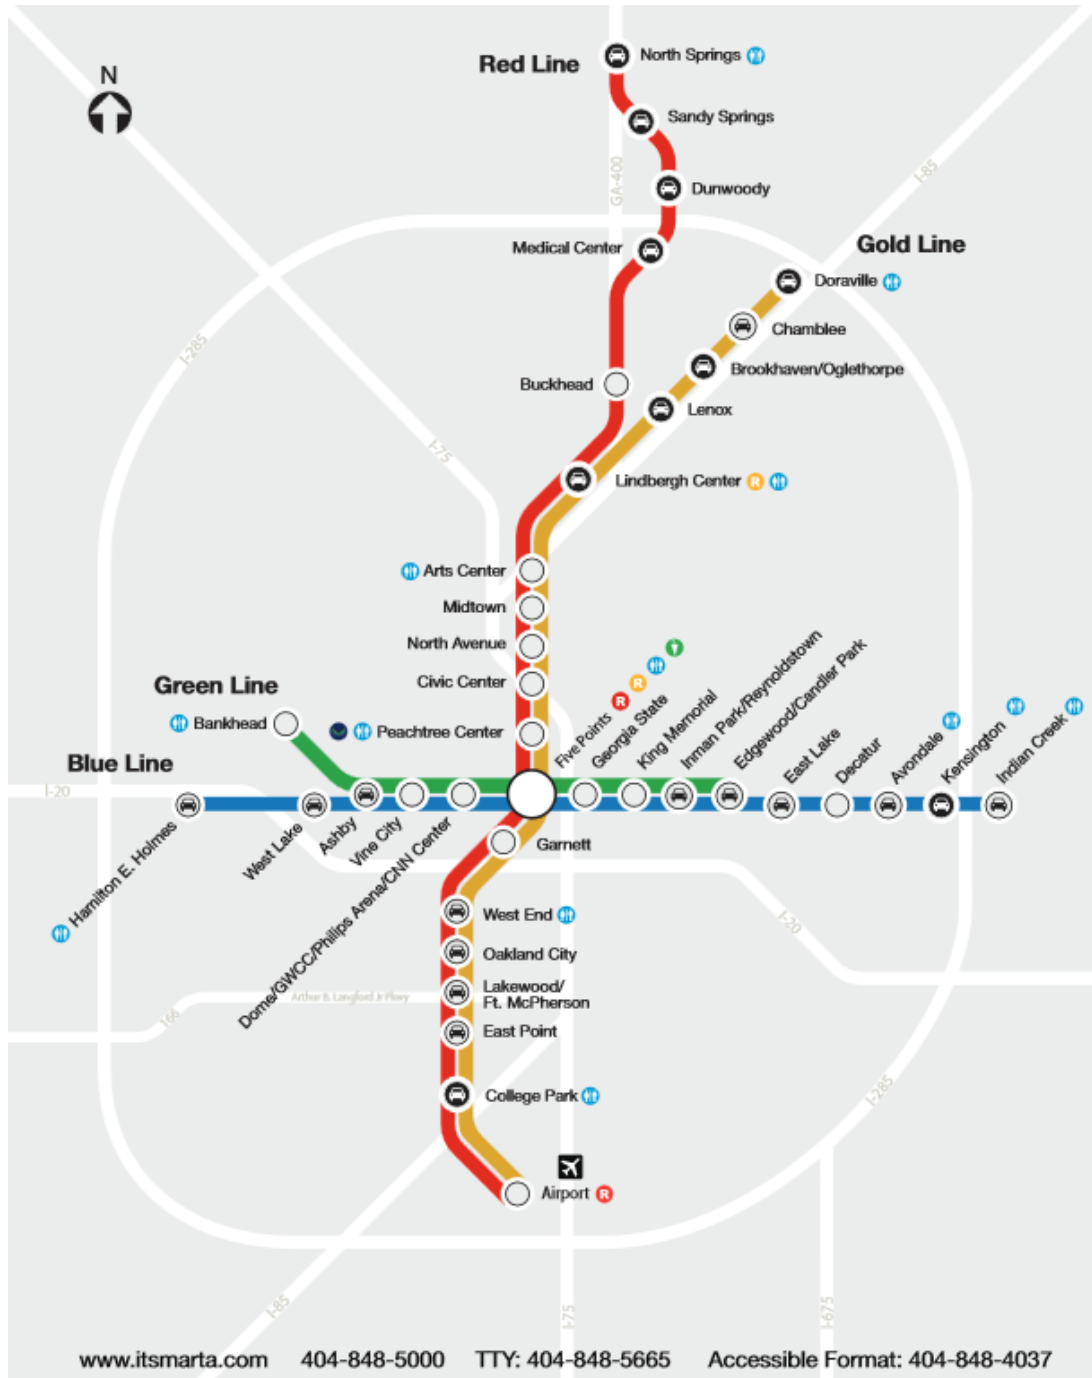 North Springs
Red Line
N
Sandy Springs
GA-400
I-85
Dunwoody
Medical Center
Gold Line
Doraville
Chamblee
I-285
Brookhaven/Oglethorpe
Buckhead
Lenox
I-75
Lindbergh Center R
Arts Center
Midtown
North Avenue
Civic Center
Green Line
Bankhead
Peachtree Center
Five Points R R
Georgia State
King Memorial
Inman Park/Reynoldstown
Edgewood/Candler Park
East Lake
Decatur
Avondale
Kensington
Indian Creek
Blue Line
I-20
Hamilton E. Holmes
West Lake
Ashby
Vine City
Dome/GWCC/Philips Arena/CNN Center
Garnett
West End
I-20
Oakland City
Lakewood/
Ft. McPherson
Arthur B. Langford Jr Pkwy
166
East Point
College Park
I-285
Airport R
I-85
I-75
I-675
www.itsmarta.com 404-848-5000 TTY: 404-848-5665 Accessible Format: 404-848-4037